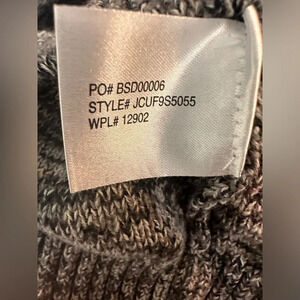 PO# BSD00006
STYLE# JCUF9S5055
WPL# 12902